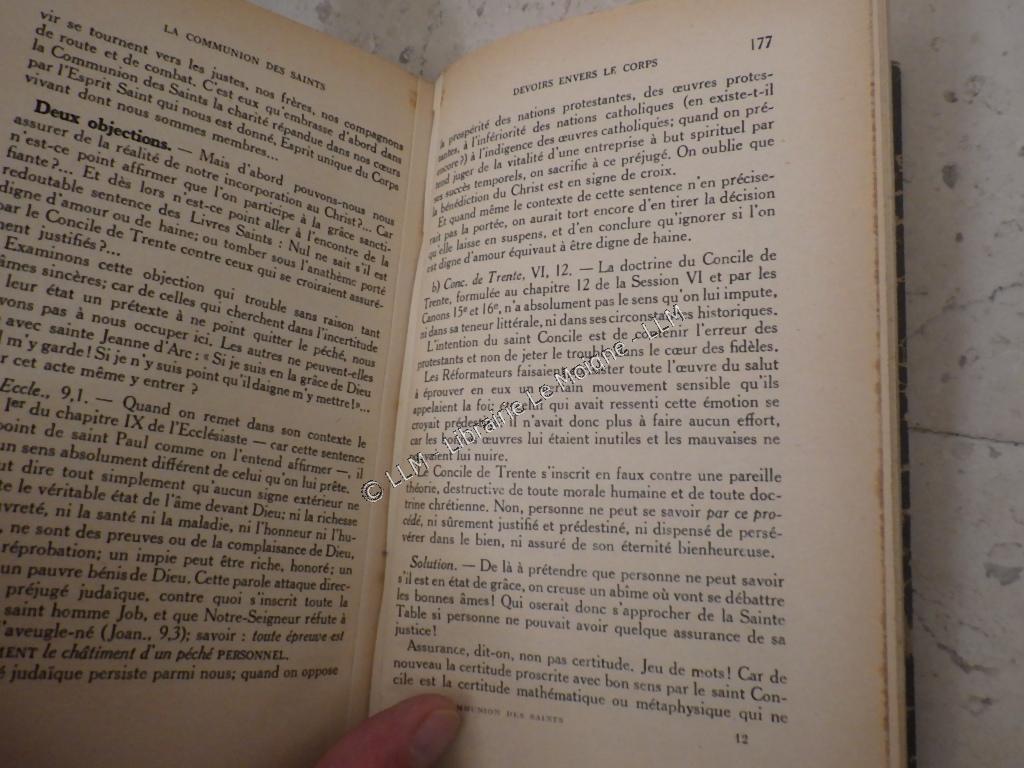 LA COMMUNION DES SAINTS
vir se tournent vers les justes, nos frères, nos compagnons
de route et de combat. C'est eux qu'embrasse d'abord dans
la Communion des Saints la charité répandue dans nos cœurs
par l'Esprit Saint qui nous est donné, Esprit unique du Corps
vivant dont nous sommes membres...
Deux objections. — Mais d'abord pouvons-nous nous
assurer de la réalité de notre incorporation au Christ?... Car
n'est-ce point affirmer que l'on participe à la grâce sancti-
fiante?... Et dès lors n'est-ce point aller à l'encontre de la
redoutable sentence des Livres Saints : Nul ne sait s'il est
digne d'amour ou de haine; ou tomber sous l'anathème porté
par le Concile de Trente contre ceux qui se croiraient assuré-
ment justifiés?...
Examinons cette objection qui trouble sans raison tant
âmes sincères; car de celles qui cherchent dans l'incertitude
leur état un prétexte à ne point quitter le péché, nous
vons pas à nous occuper ici. Les autres ne peuvent-elles
avec sainte Jeanne d'Arc : « Si je suis en la grâce de Dieu
m'y garde! Si je n'y suis point qu'il daigne m'y mettre!»...
r cet acte même y entrer ?
Eccle., 9,1. — Quand on remet dans son contexte le
1er du chapitre IX de l'Ecclésiaste — car cette sentence
point de saint Paul comme on l'entend affirmer —, il
un sens absolument différent de celui qu'on lui prête.
ut dire tout simplement qu'aucun signe extérieur ne
te le véritable état de l'âme devant Dieu; ni la richesse
uvreté, ni la santé ni la maladie, ni l'honneur ni l'hu-
, ne sont des preuves ou de la complaisance de Dieu,
réprobation; un impie peut être riche, honoré; un
un pauvre bénis de Dieu. Cette parole attaque direc-
préjugé judaïque, contre quoi s'inscrit toute la
saint homme Job, et que Notre-Seigneur réfute à
'aveugle-né (Joan., 9,3); savoir : toute épreuve est
MENT le châtiment d'un péché PERSONNEL.
é judaïque persiste parmi nous; quand on oppose
DEVOIRS ENVERS LE CORPS
177
la prospérité des nations protestantes, des œuvres protes-
tantes, à l'infériorité des nations catholiques (en existe-t-il
encore?) à l'indigence des œuvres catholiques; quand on pré-
tend juger de la vitalité d'une entreprise à but spirituel par
ses succès temporels, on sacrifie à ce préjugé. On oublie que
la bénédiction du Christ est en signe de croix.
Et quand même le contexte de cette sentence n'en précise-
rait pas la portée, on aurait tort encore d'en tirer la décision
qu'elle laisse en suspens, et d'en conclure qu'ignorer si l'on
est digne d'amour équivaut à être digne de haine.
b) Conc. de Trente, VI, 12. — La doctrine du Concile de
Trente, formulée au chapitre 12 de la Session VI et par les
Canons 15e et 16e, n'a absolument pas le sens qu'on lui impute,
ni dans sa teneur littérale, ni dans ses circonstances historiques.
L'intention du saint Concile est de contenir l'erreur des
protestants et non de jeter le trouble dans le cœur des fidèles.
Les Réformateurs faisaient consister toute l'œuvre du salut
à éprouver en eux un certain mouvement sensible qu'ils
appelaient la foi; et celui qui avait ressenti cette émotion se
croyait prédestiné. Il n'avait donc plus à faire aucun effort,
car les bonnes œuvres lui étaient inutiles et les mauvaises ne
pouvaient lui nuire.
Le Concile de Trente s'inscrit en faux contre une pareille
théorie, destructive de toute morale humaine et de toute doc-
trine chrétienne. Non, personne ne peut se savoir par ce pro-
cédé, ni sûrement justifié et prédestiné, ni dispensé de persé-
vérer dans le bien, ni assuré de son éternité bienheureuse.
Solution. — De là à prétendre que personne ne peut savoir
s'il est en état de grâce, on creuse un abîme où vont se débattre
les bonnes âmes! Qui oserait donc s'approcher de la Sainte
Table si personne ne pouvait avoir quelque assurance de sa
justice!
Assurance, dit-on, non pas certitude. Jeu de mots! Car de
nouveau la certitude proscrite avec bon sens par le saint Con-
cile est la certitude mathématique ou métaphysique qui ne
MMUNION DES SAINTS
12
© LLM - Librairie Le Moigne - LLM